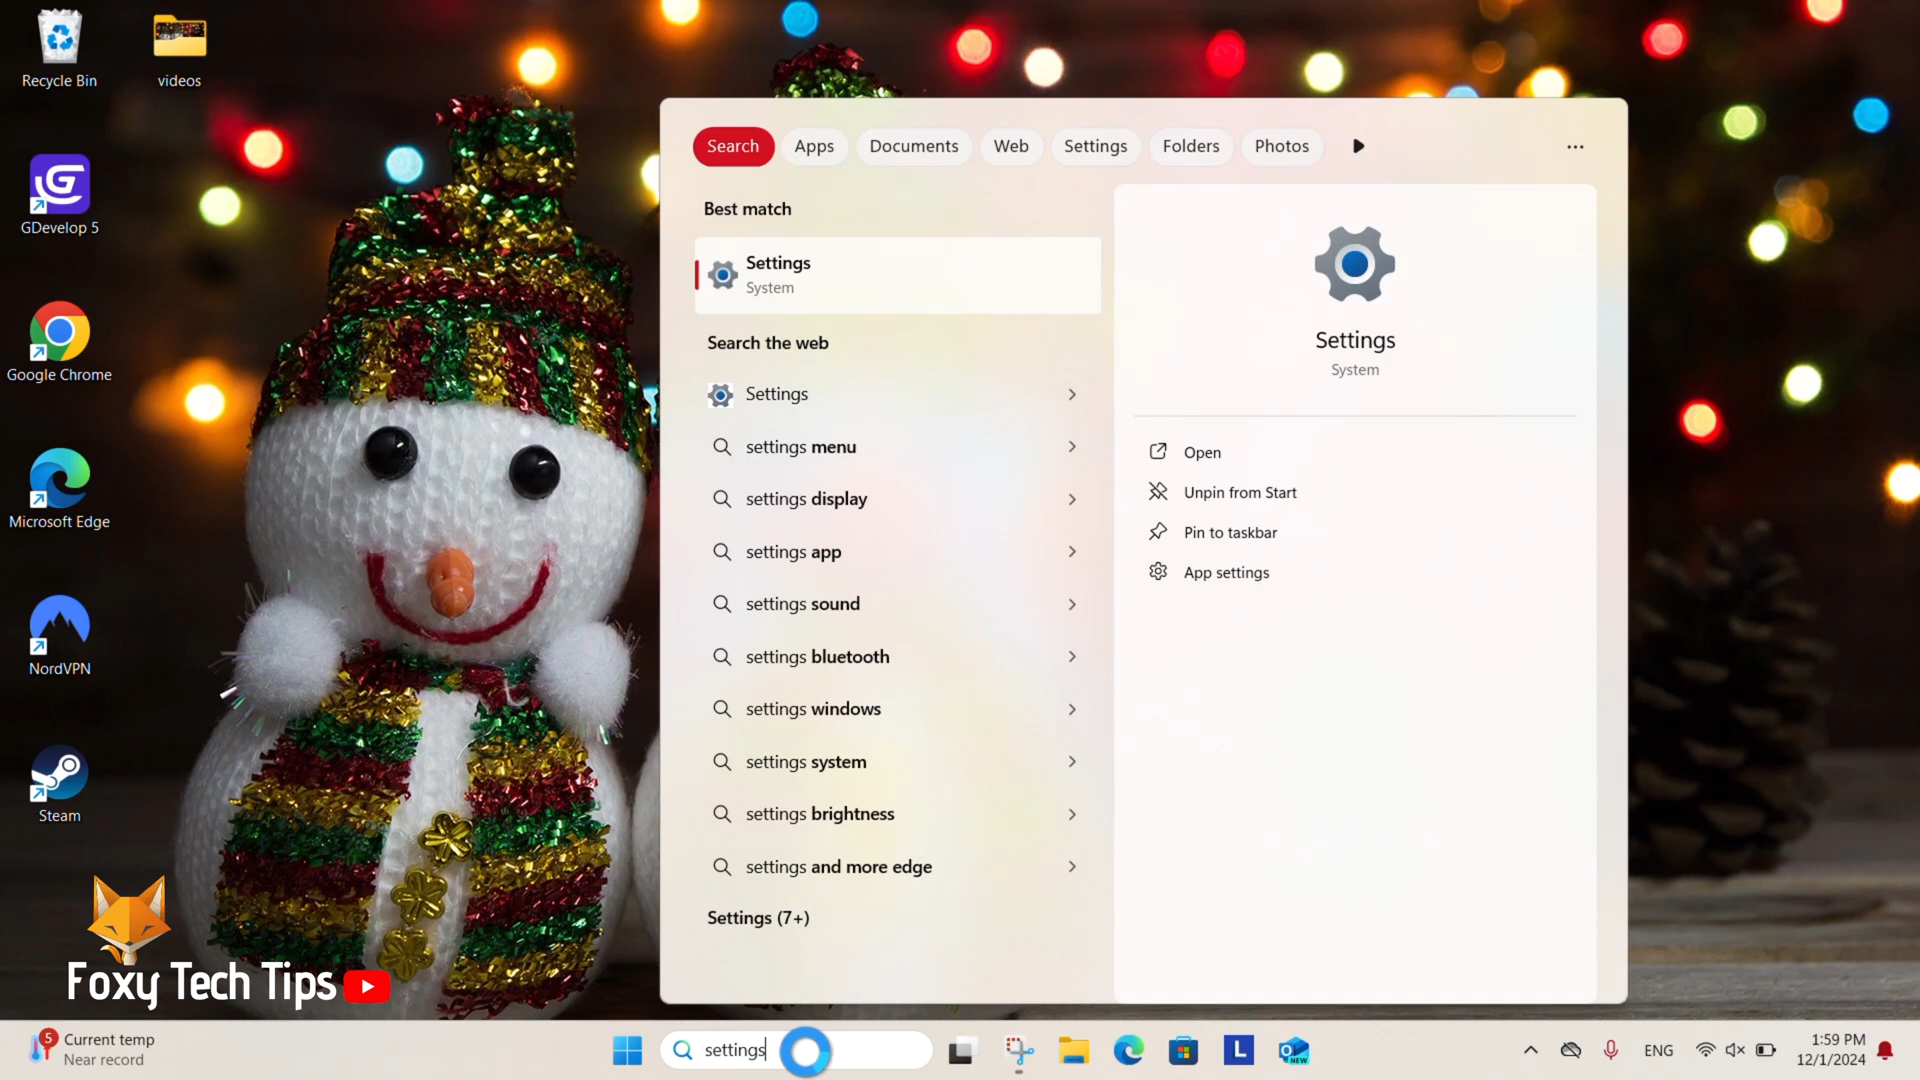 Recycle Bin
videos
GDevelop 5
Google Chrome
Microsoft Edge
NordVPN
Steam
Foxy Tech Tips
Search
Apps
Documents
Web
Settings
Folders
Photos
Best match
Settings
System
Search the web
Settings
settings menu
settings display
settings app
settings sound
settings bluetooth
settings windows
settings system
settings brightness
settings and more edge
Settings (7+)
Settings
System
Open
Unpin from Start
Pin to taskbar
App settings
5
Current temp
Near record
settings
L
NEW
ENG
1:59 PM
12/1/2024